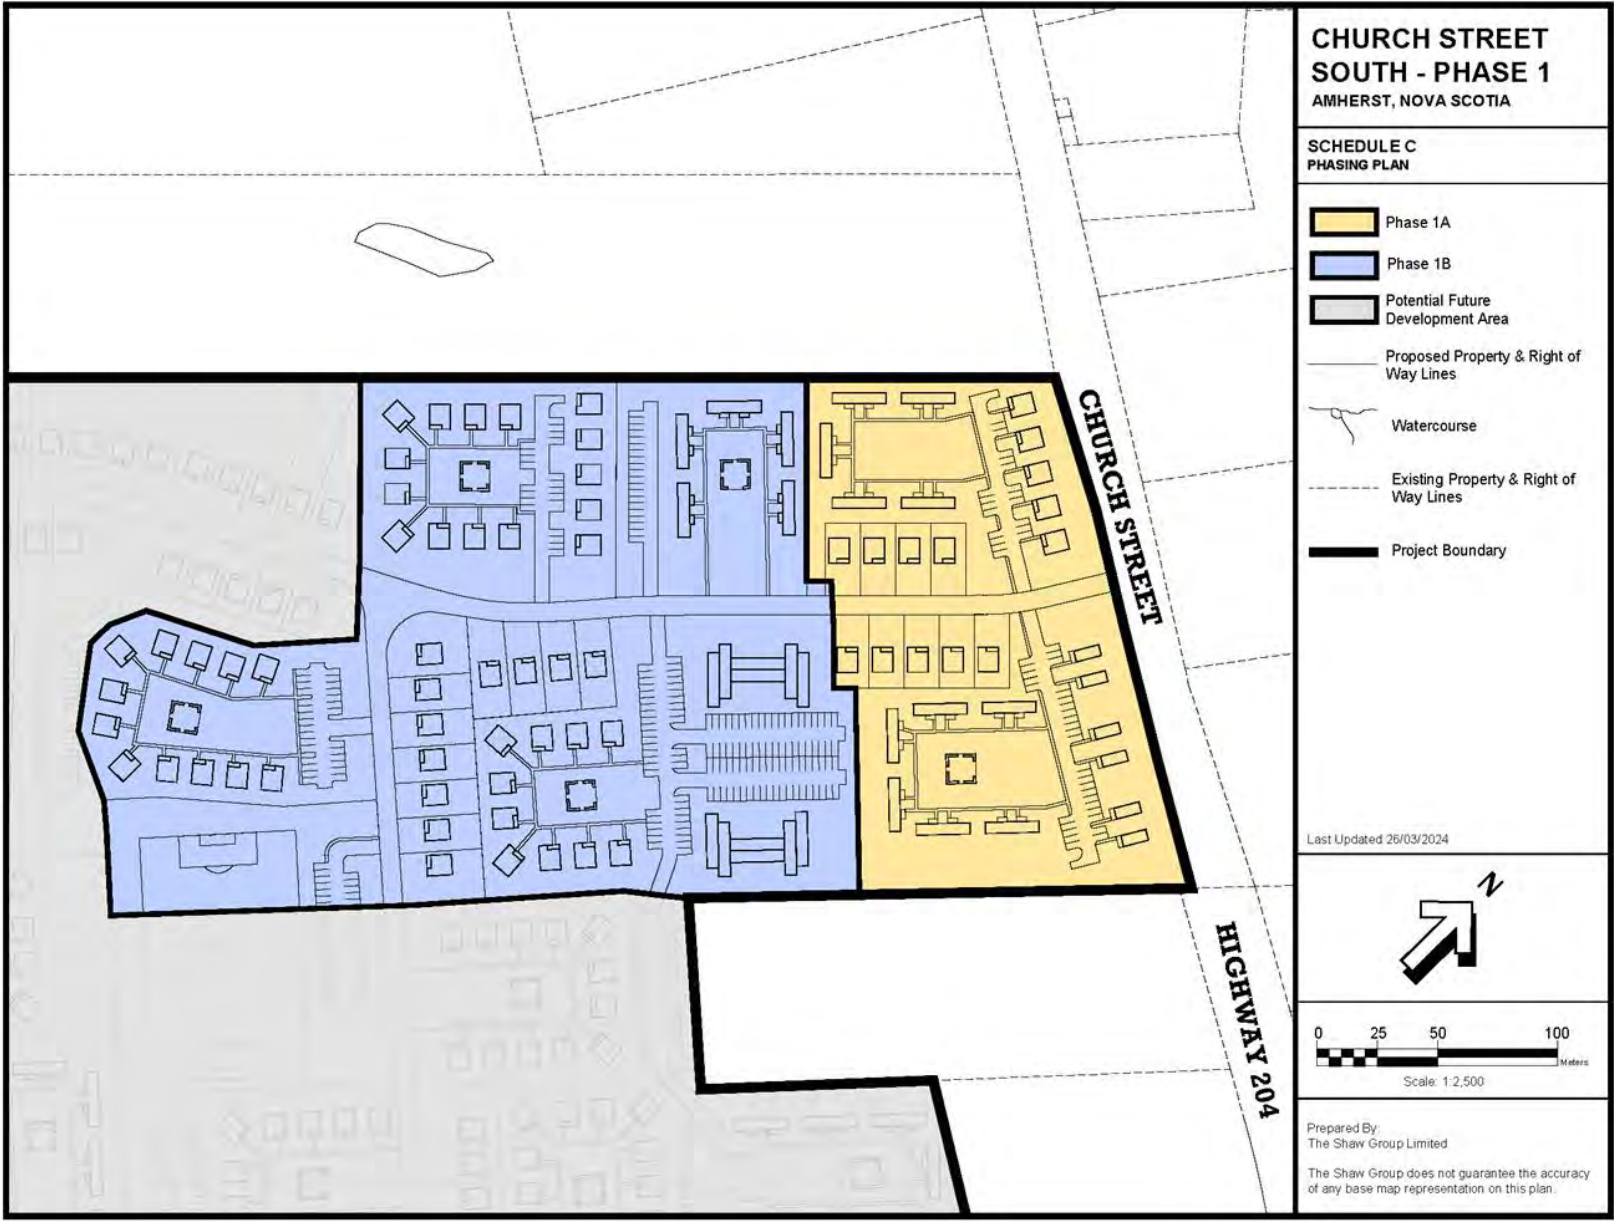 CHURCH STREET
SOUTH - PHASE 1
AMHERST, NOVA SCOTIA
SCHEDULE C
PHASING PLAN
Phase 1A
Phase 1B
Potential Future
Development Area
Proposed Property & Right of
Way Lines
Watercourse
Existing Property & Right of
Way Lines
Project Boundary
CHURCH STREET
HIGHWAY 204
Last Updated 26/03/2024
N
0 25 50 100
Meters
Scale: 1:2,500
Prepared By:
The Shaw Group Limited
The Shaw Group does not guarantee the accuracy
of any base map representation on this plan.